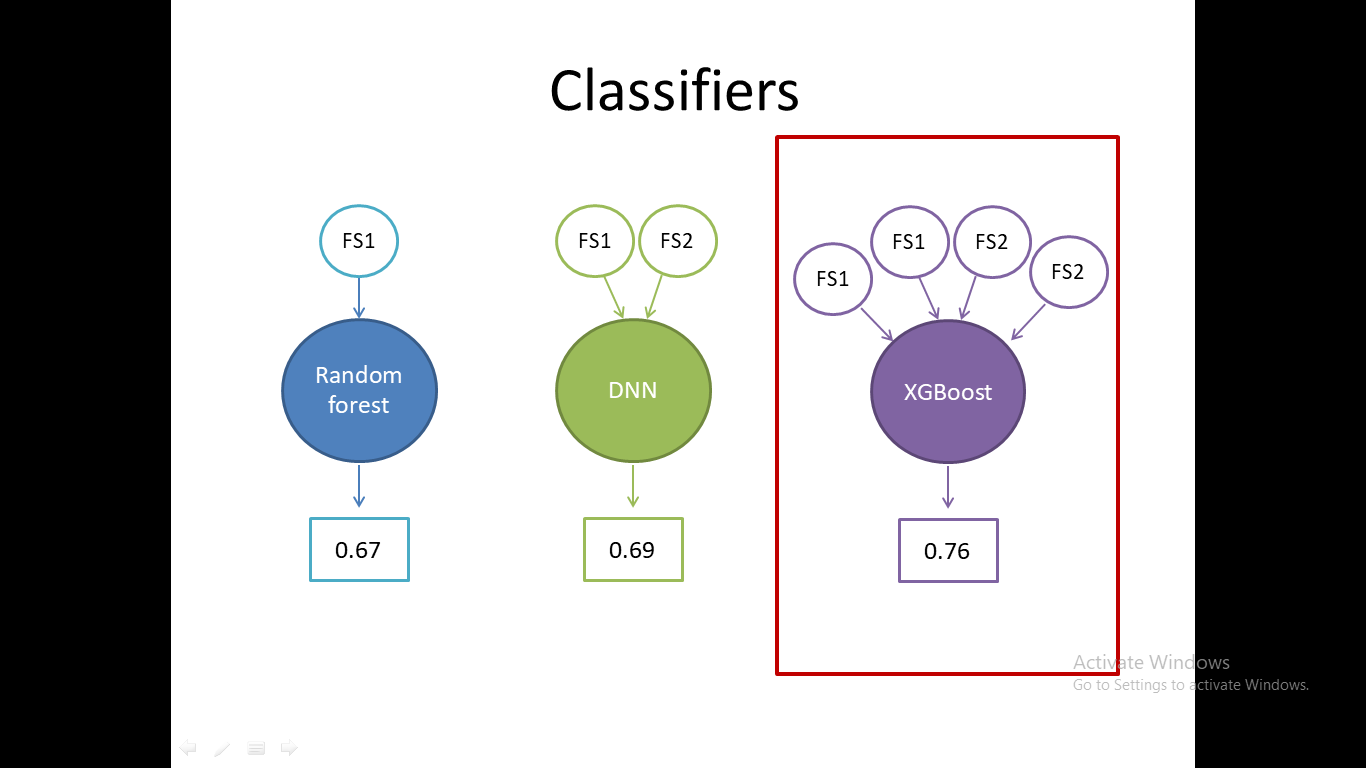 Classifiers
FS1
FS1
FS2
FS1
FS1
FS2
FS2
Random
forest
DNN
XGBoost
0.67
0.69
0.76
Activate Windows
Go to Settings to activate Windows.